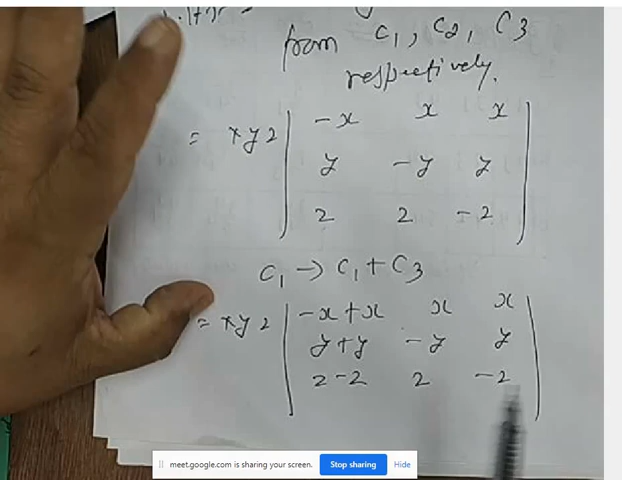 from C1, C2, C3
respectively.
= xyz | -x x x |
| y -y y |
| z z -z |
C1 → C1 + C3
= xyz | -x+x x x |
| y+y -y y |
| z-z z -z |
meet.google.com is sharing your screen. Stop sharing Hide